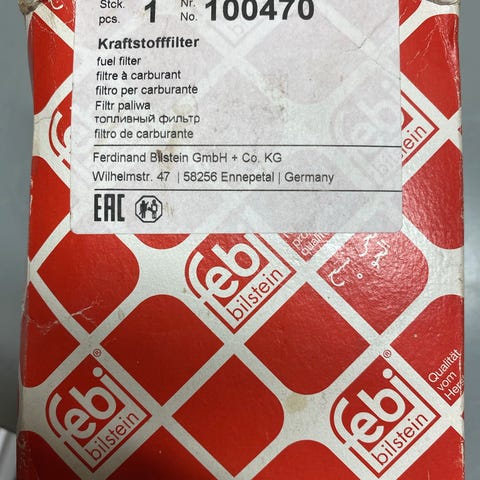 Stck. Nr.
pcs. 1 No. 100470
Kraftstofffilter
fuel filter
filtre à carburant
filtro per carburante
Filtr paliwa
топливный фильтр
filtro de carburante
Ferdinand Bilstein GmbH + Co. KG
Wilhelmstr. 47 | 58256 Ennepetal | Germany
EAC
febi
bilstein
®
febi
bilstein
®
febi
bilstein
®
Qualität
vom